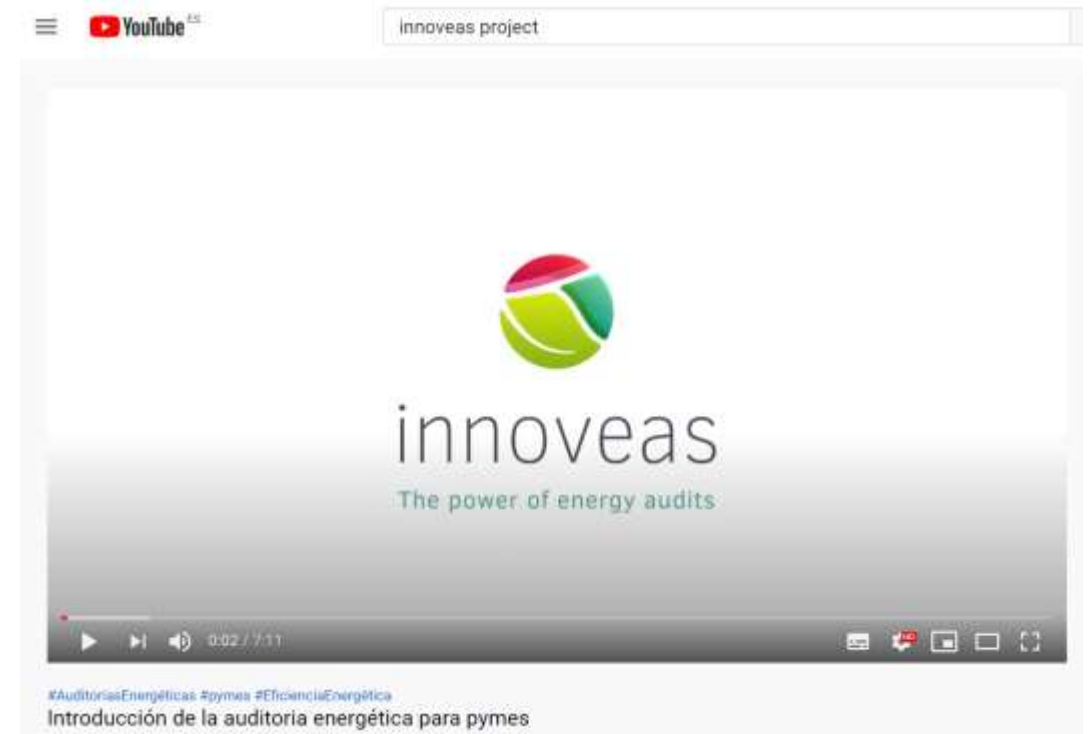 YouTube ES
innoveas project
innoveas
The power of energy audits
0:02 / 7:11
HD
#AuditoriasEnergéticas #pymes #EficienciaEnergética
Introducción de la auditoria energética para pymes